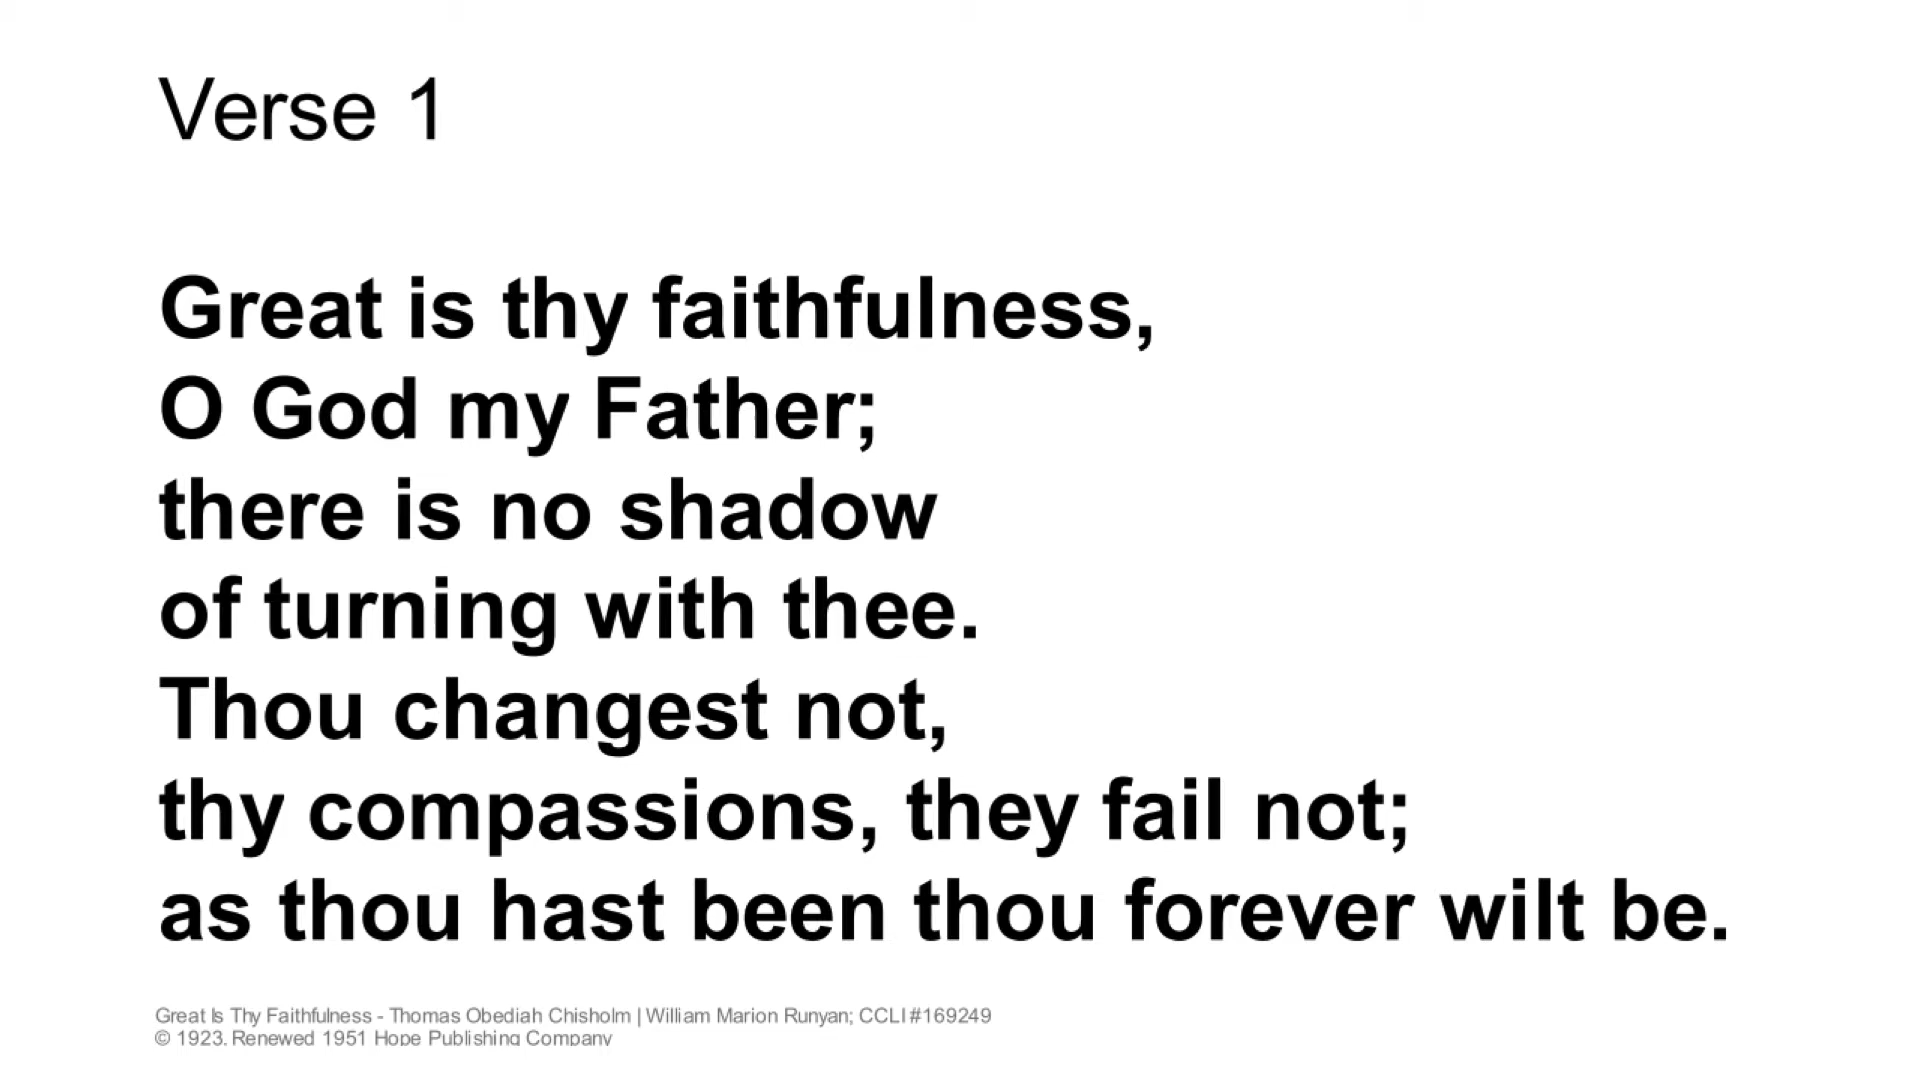 Verse 1
Great is thy faithfulness,
O God my Father;
there is no shadow
of turning with thee.
Thou changest not,
thy compassions, they fail not;
as thou hast been thou forever wilt be.
Great Is Thy Faithfulness - Thomas Obediah Chisholm | William Marion Runyan; CCLI #169249
© 1923. Renewed 1951 Hope Publishing Company